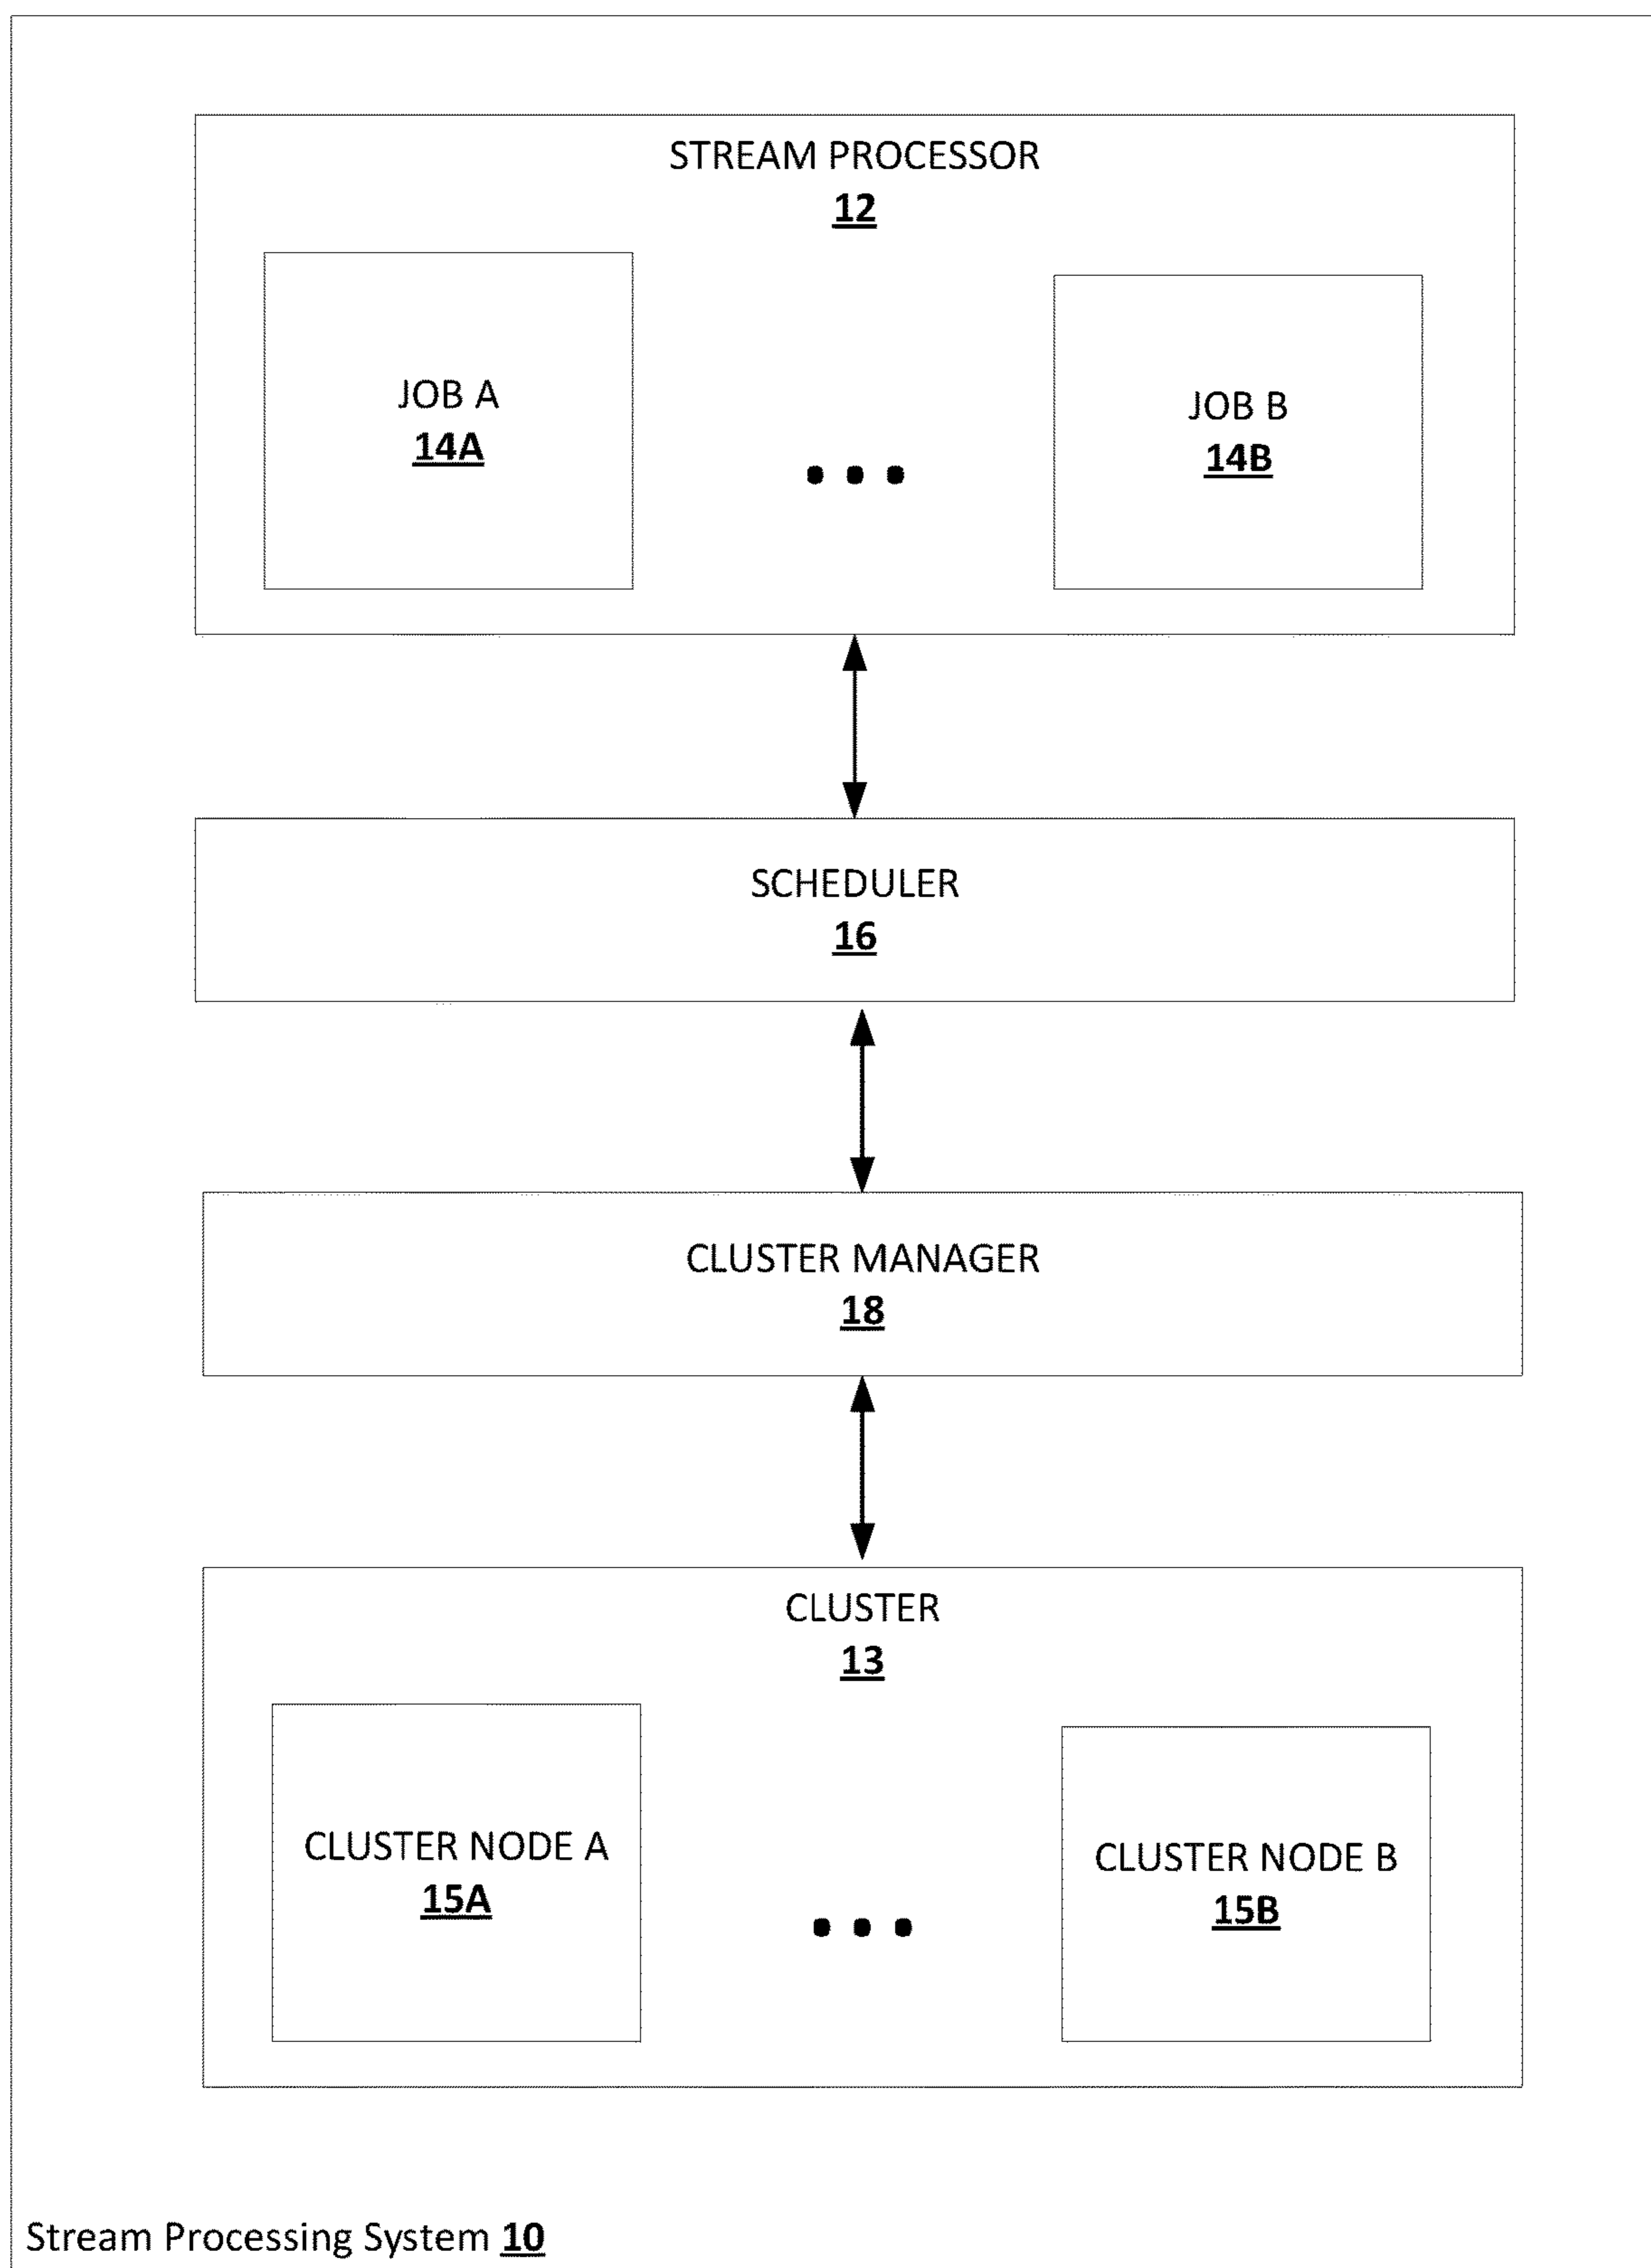 STREAM PROCESSOR
12
JOB A
14A
JOB B
14B
SCHEDULER
16
CLUSTER MANAGER
18
CLUSTER
13
CLUSTER NODE A
15A
CLUSTER NODE B
15B
Stream Processing System 10